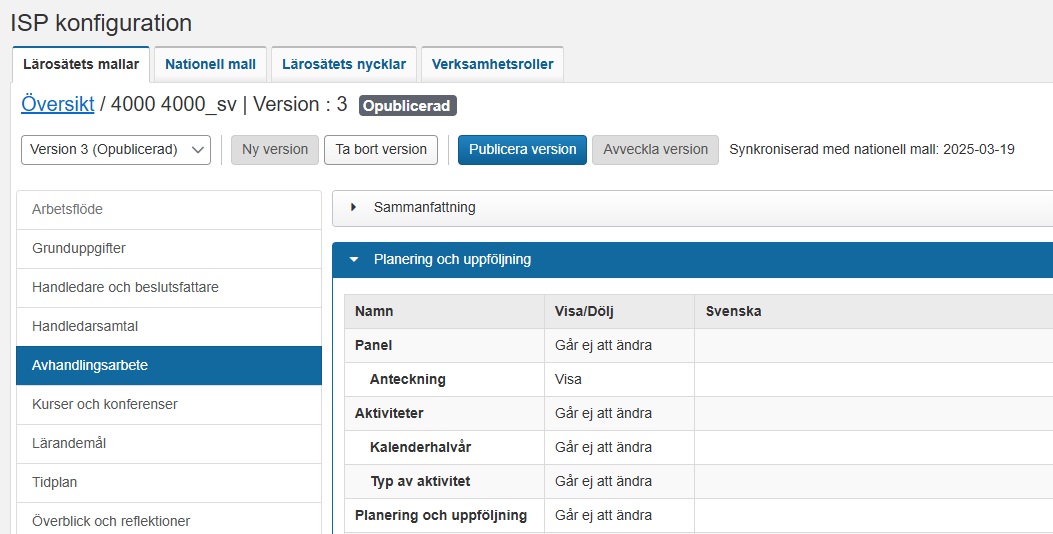 ISP konfiguration
Lärosätets mallar Nationell mall Lärosätets nycklar Verksamhetsroller
Översikt / 4000 4000_sv | Version : 3 Opublicerad
Version 3 (Opublicerad) Ny version Ta bort version Publicera version Avveckla version Synkroniserad med nationell mall: 2025-03-19
Arbetsflöde
Grunduppgifter
Handledare och beslutsfattare
Handledarsamtal
Avhandlingsarbete
Kurser och konferenser
Lärandemål
Tidplan
Överblick och reflektioner
Sammanfattning
Planering och uppföljning
Namn Visa/Dölj Svenska
Panel Går ej att ändra
Anteckning Visa
Aktiviteter Går ej att ändra
Kalenderhalvår Går ej att ändra
Typ av aktivitet Går ej att ändra
Planering och uppföljning Går ej att ändra